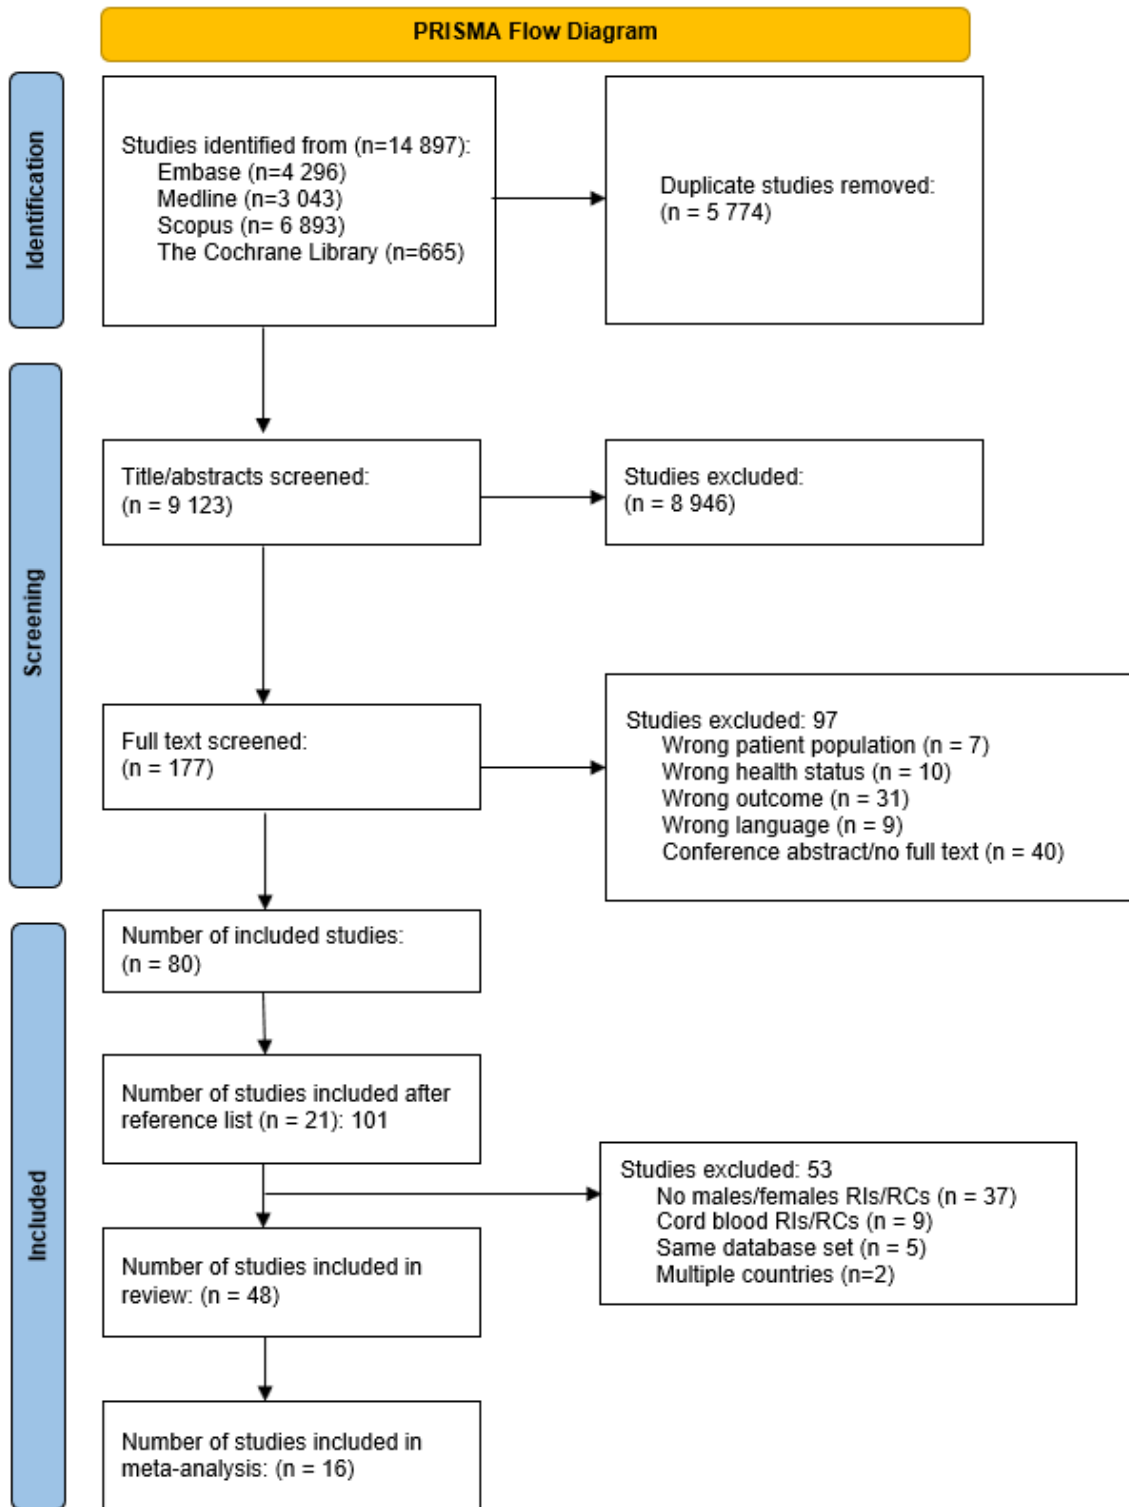 PRISMA Flow Diagram
Identification
Studies identified from (n=14 897):
Embase (n=4 296)
Medline (n=3 043)
Scopus (n= 6 893)
The Cochrane Library (n=665)
Duplicate studies removed:
(n = 5 774)
Screening
Title/abstracts screened:
(n = 9 123)
Studies excluded:
(n = 8 946)
Full text screened:
(n = 177)
Studies excluded: 97
Wrong patient population (n = 7)
Wrong health status (n = 10)
Wrong outcome (n = 31)
Wrong language (n = 9)
Conference abstract/no full text (n = 40)
Included
Number of included studies:
(n = 80)
Number of studies included after
reference list (n = 21): 101
Studies excluded: 53
No males/females RIs/RCs (n = 37)
Cord blood RIs/RCs (n = 9)
Same database set (n = 5)
Multiple countries (n=2)
Number of studies included in
review: (n = 48)
Number of studies included in
meta-analysis: (n = 16)